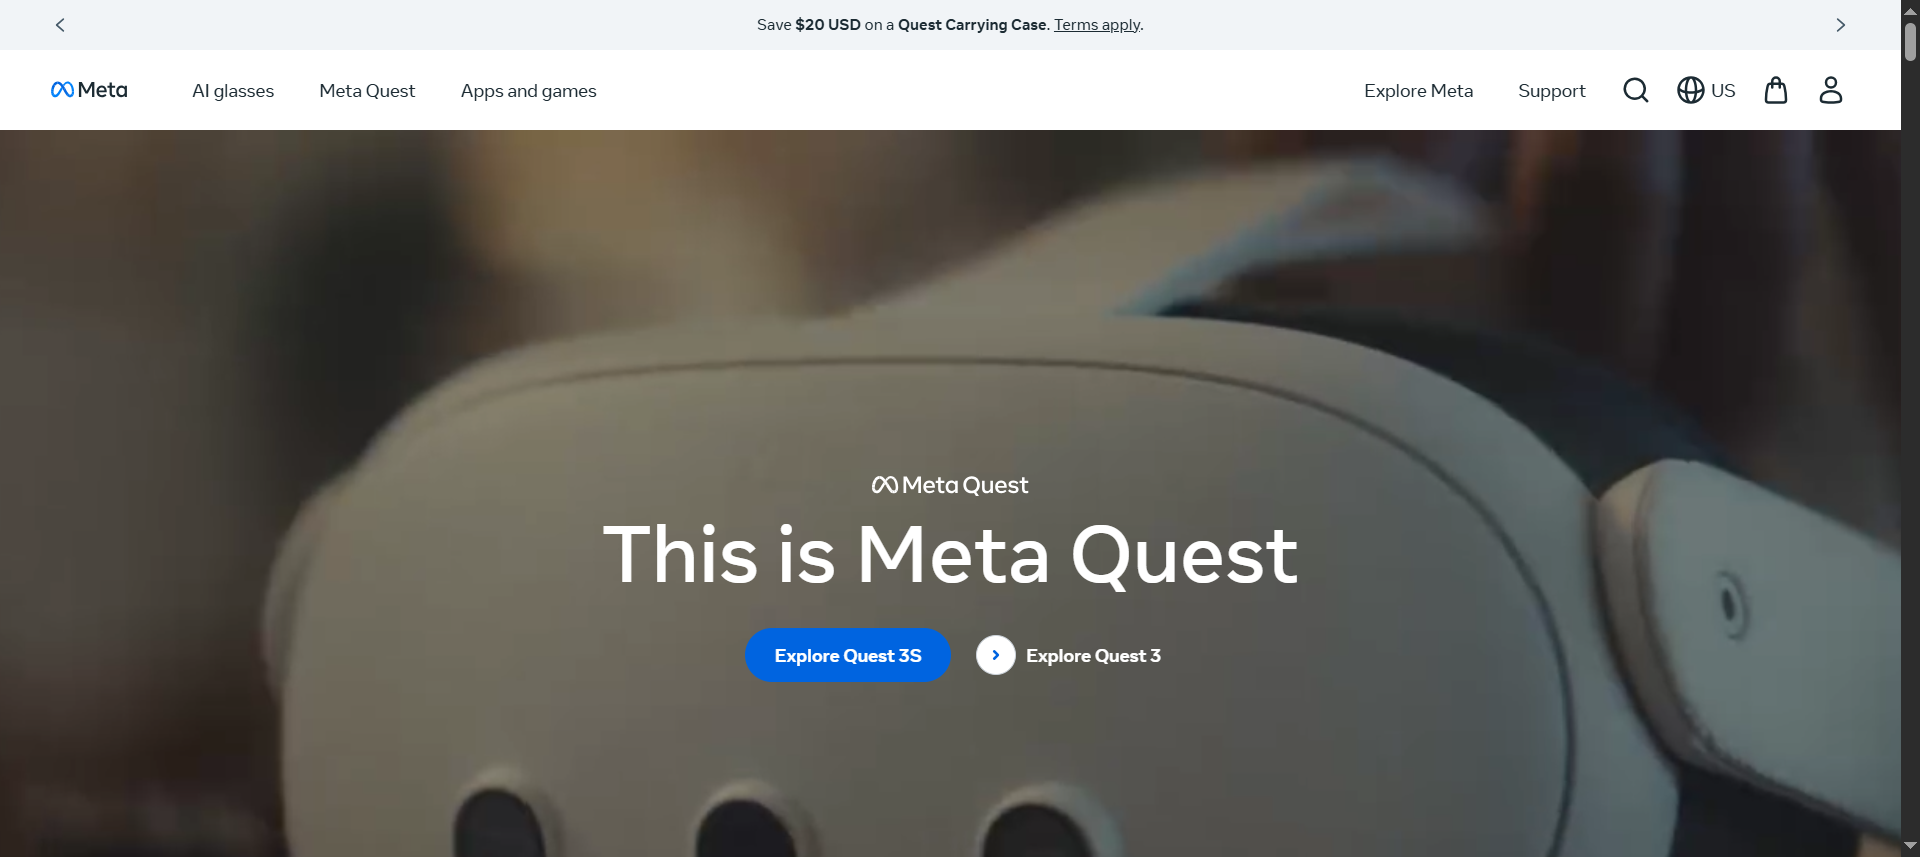 Save $20 USD on a Quest Carrying Case. Terms apply.
Meta AI glasses Meta Quest Apps and games Explore Meta Support US
Meta Quest
This is Meta Quest
Explore Quest 3S Explore Quest 3